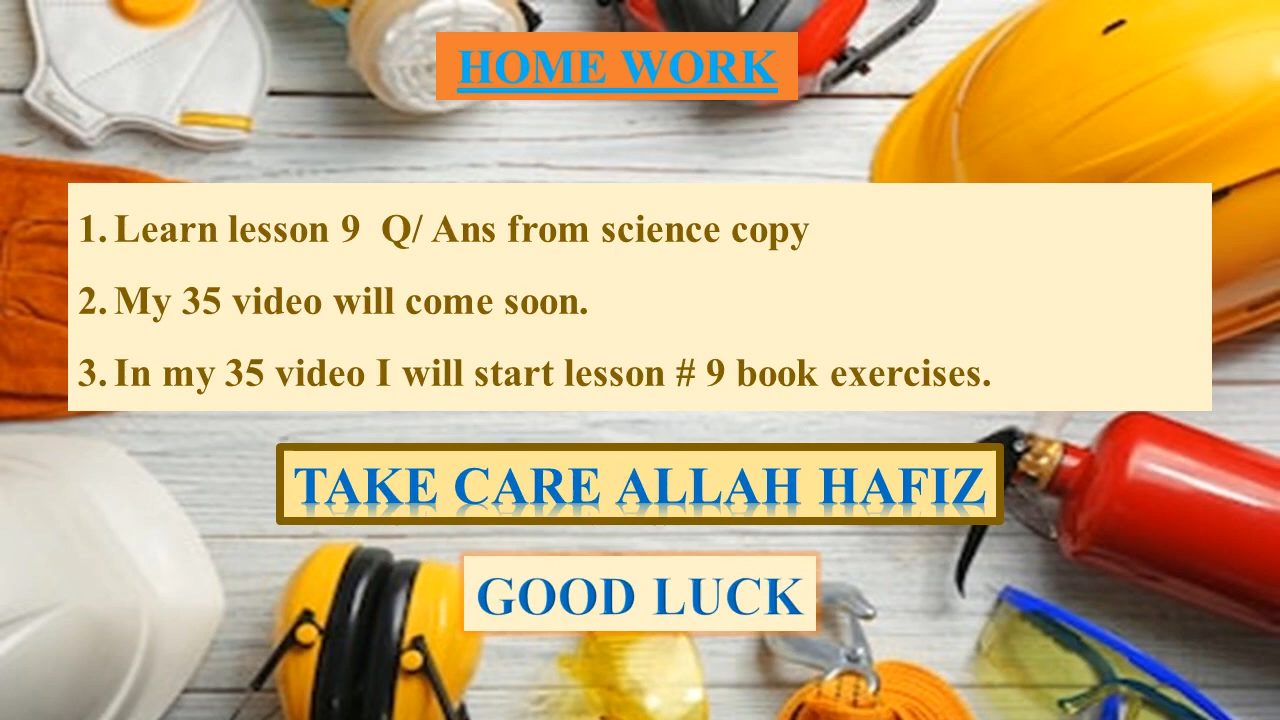 HOME WORK
1. Learn lesson 9 Q/ Ans from science copy
2. My 35 video will come soon.
3. In my 35 video I will start lesson # 9 book exercises.
TAKE CARE ALLAH HAFIZ
GOOD LUCK